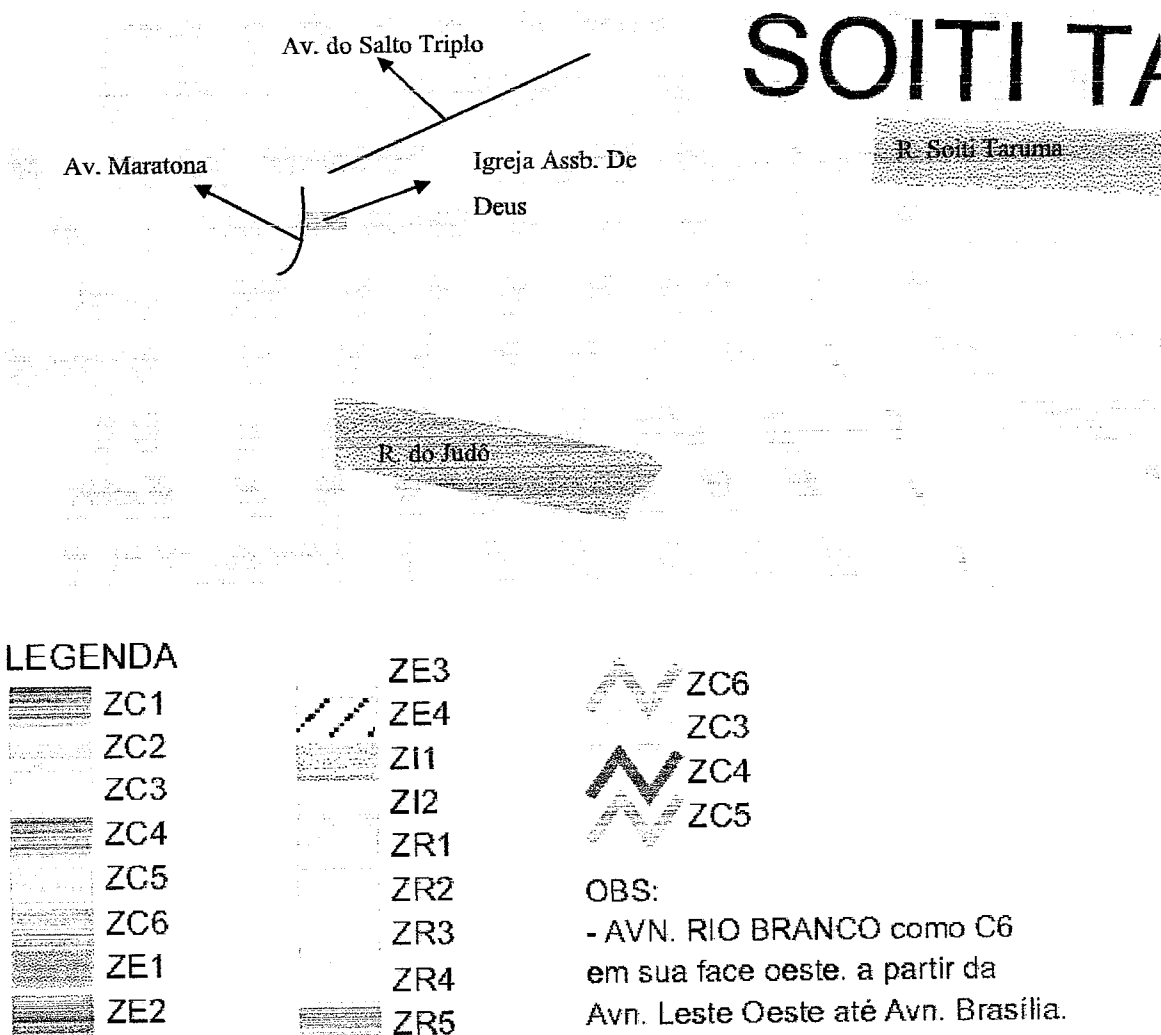 SOITI TA
Av. do Salto Triplo
Av. Maratona
Igreja Assb. De
Deus
R. Soiti Taruma
R. do Judô
LEGENDA
ZC1
ZC2
ZC3
ZC4
ZC5
ZC6
ZE1
ZE2
ZE3
ZE4
ZI1
ZI2
ZR1
ZR2
ZR3
ZR4
ZR5
ZC6
ZC3
ZC4
ZC5
OBS:
- AVN. RIO BRANCO como C6
em sua face oeste. a partir da
Avn. Leste Oeste até Avn. Brasília.